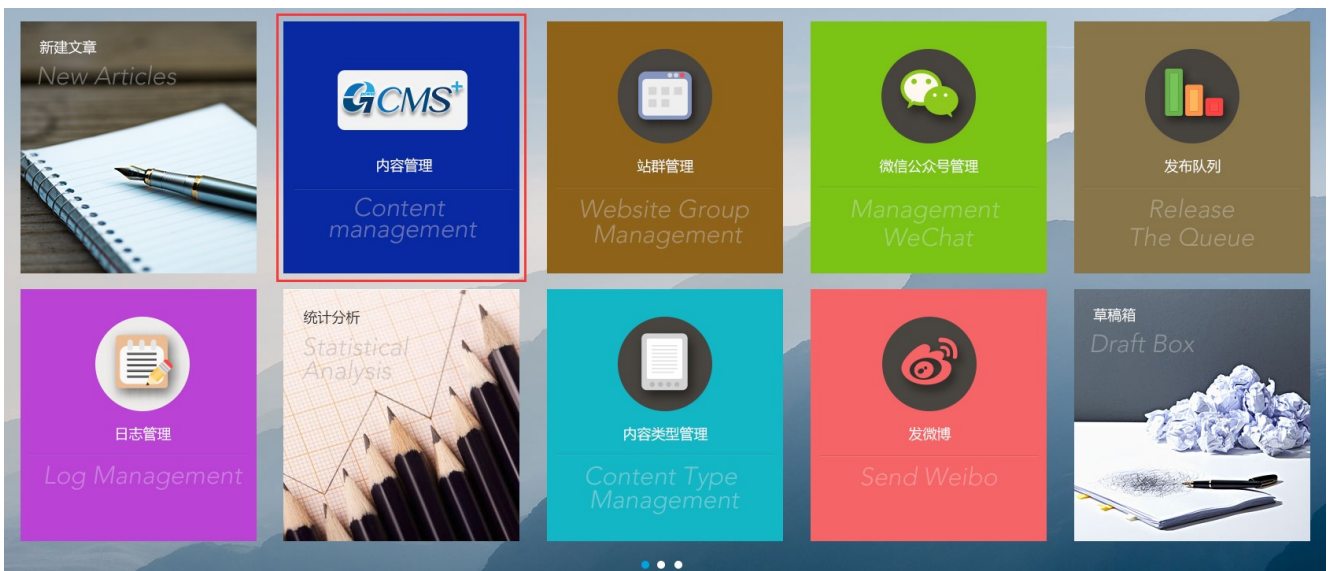 新建文章
New Articles
GCMS+
内容管理
Content
management
站群管理
Website Group
Management
微信公众号管理
Management
WeChat
发布队列
Release
The Queue
日志管理
Log Management
统计分析
Statistical
Analysis
内容类型管理
Content Type
Management
发微博
Send Weibo
草稿箱
Draft Box